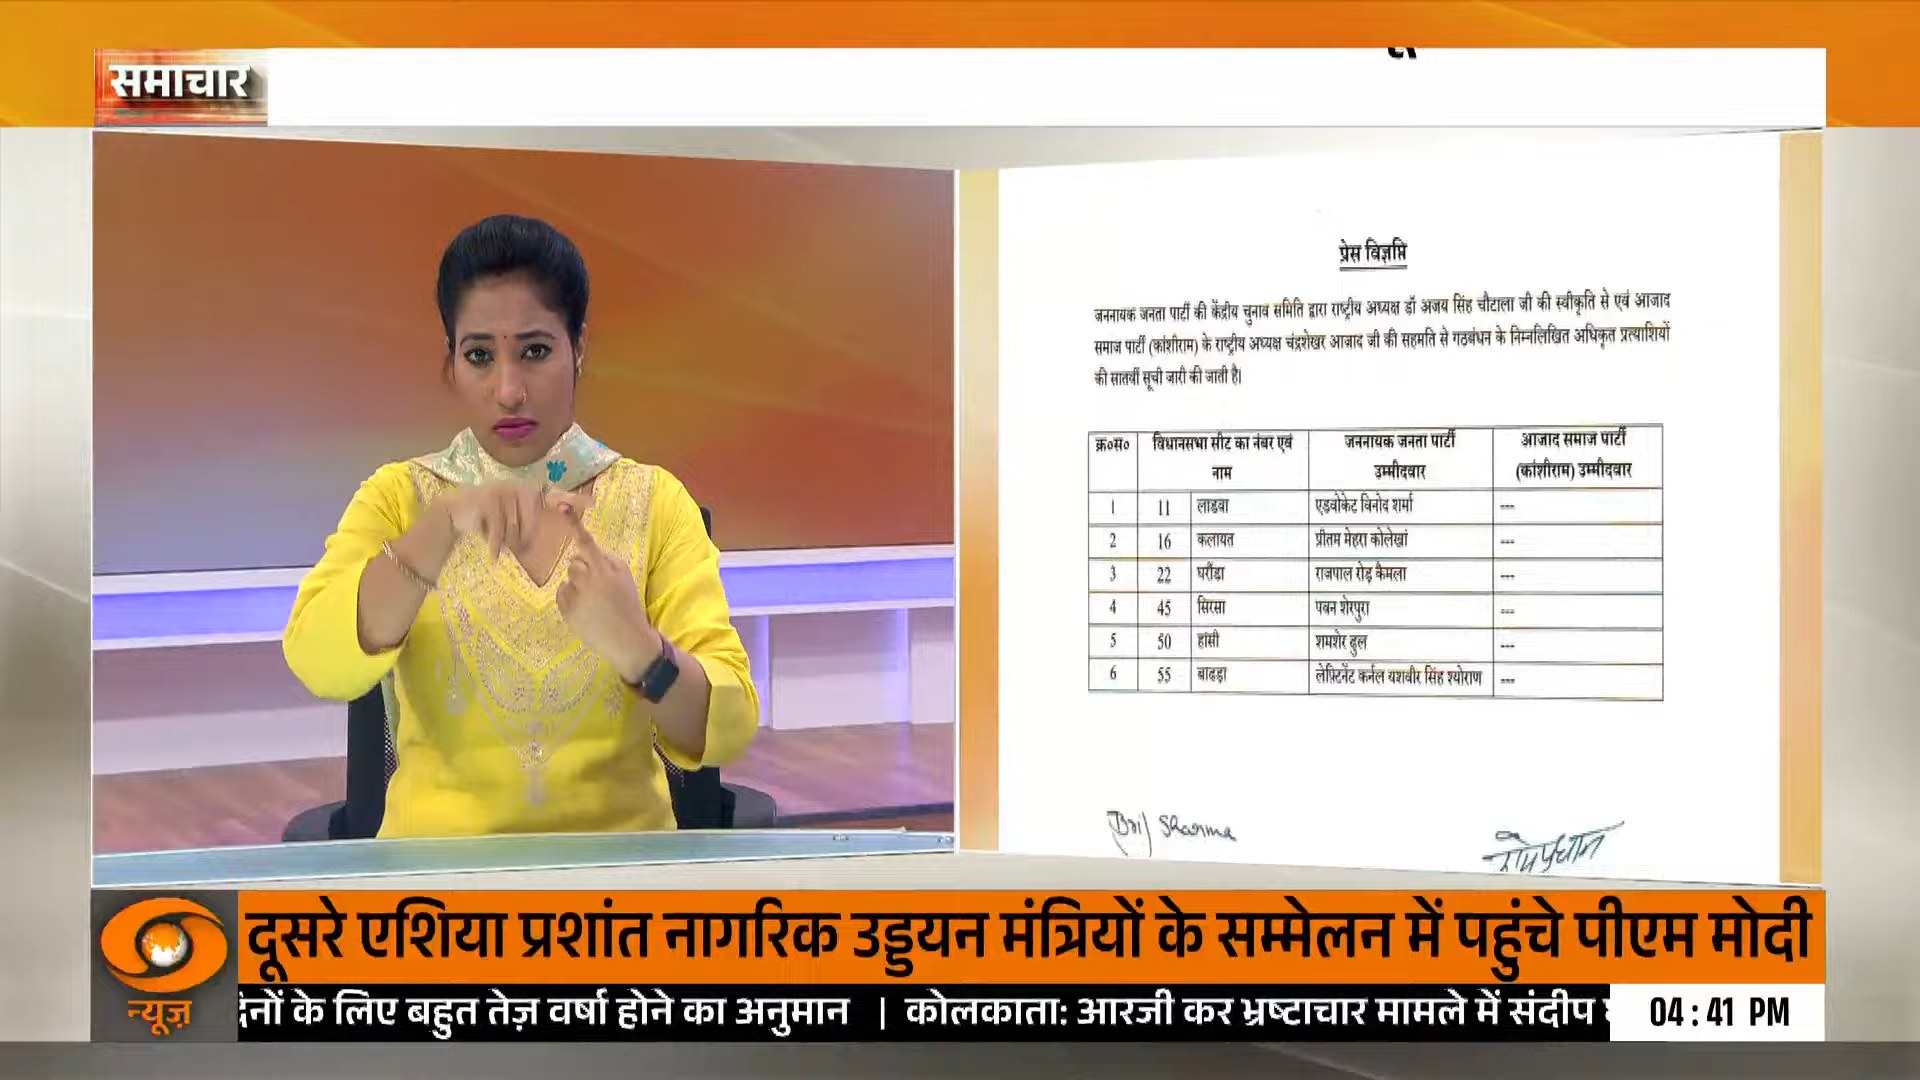 समाचार
प्रेस विज्ञप्ति
जननायक जनता पार्टी की केंद्रीय चुनाव समिति द्वारा राष्ट्रीय अध्यक्ष डॉ अजय सिंह चौटाला जी की स्वीकृति से एवं आजाद
समाज पार्टी (कांशीराम) के राष्ट्रीय अध्यक्ष चंद्रशेखर आजाद जी की सहमति से गठबंधन के निम्नलिखित अधिकृत प्रत्याशियों
की सातवीं सूची जारी की जाती है।
क्र०स० विधानसभा सीट का नंबर एवं नाम जननायक जनता पार्टी उम्मीदवार आजाद समाज पार्टी (कांशीराम) उम्मीदवार
1 11 लाडवा एडवोकेट विनोद शर्मा ---
2 16 कलायत प्रीतम मेहरा कोलेखां ---
3 22 घरौंडा राजपाल रोड़ कैमला ---
4 45 सिरसा पवन शेरपुरा ---
5 50 हांसी शमशेर ढुल ---
6 55 बाढड़ा लेफ्टिनेंट कर्नल यशवीर सिंह श्योराण ---
Brij Sharma
दूसरे एशिया प्रशांत नागरिक उड्डयन मंत्रियों के सम्मेलन में पहुंचे पीएम मोदी
न्यूज़
के लिए बहुत तेज़ वर्षा होने का अनुमान | कोलकाता: आरजी कर भ्रष्टाचार मामले में संदीप
04:41 PM